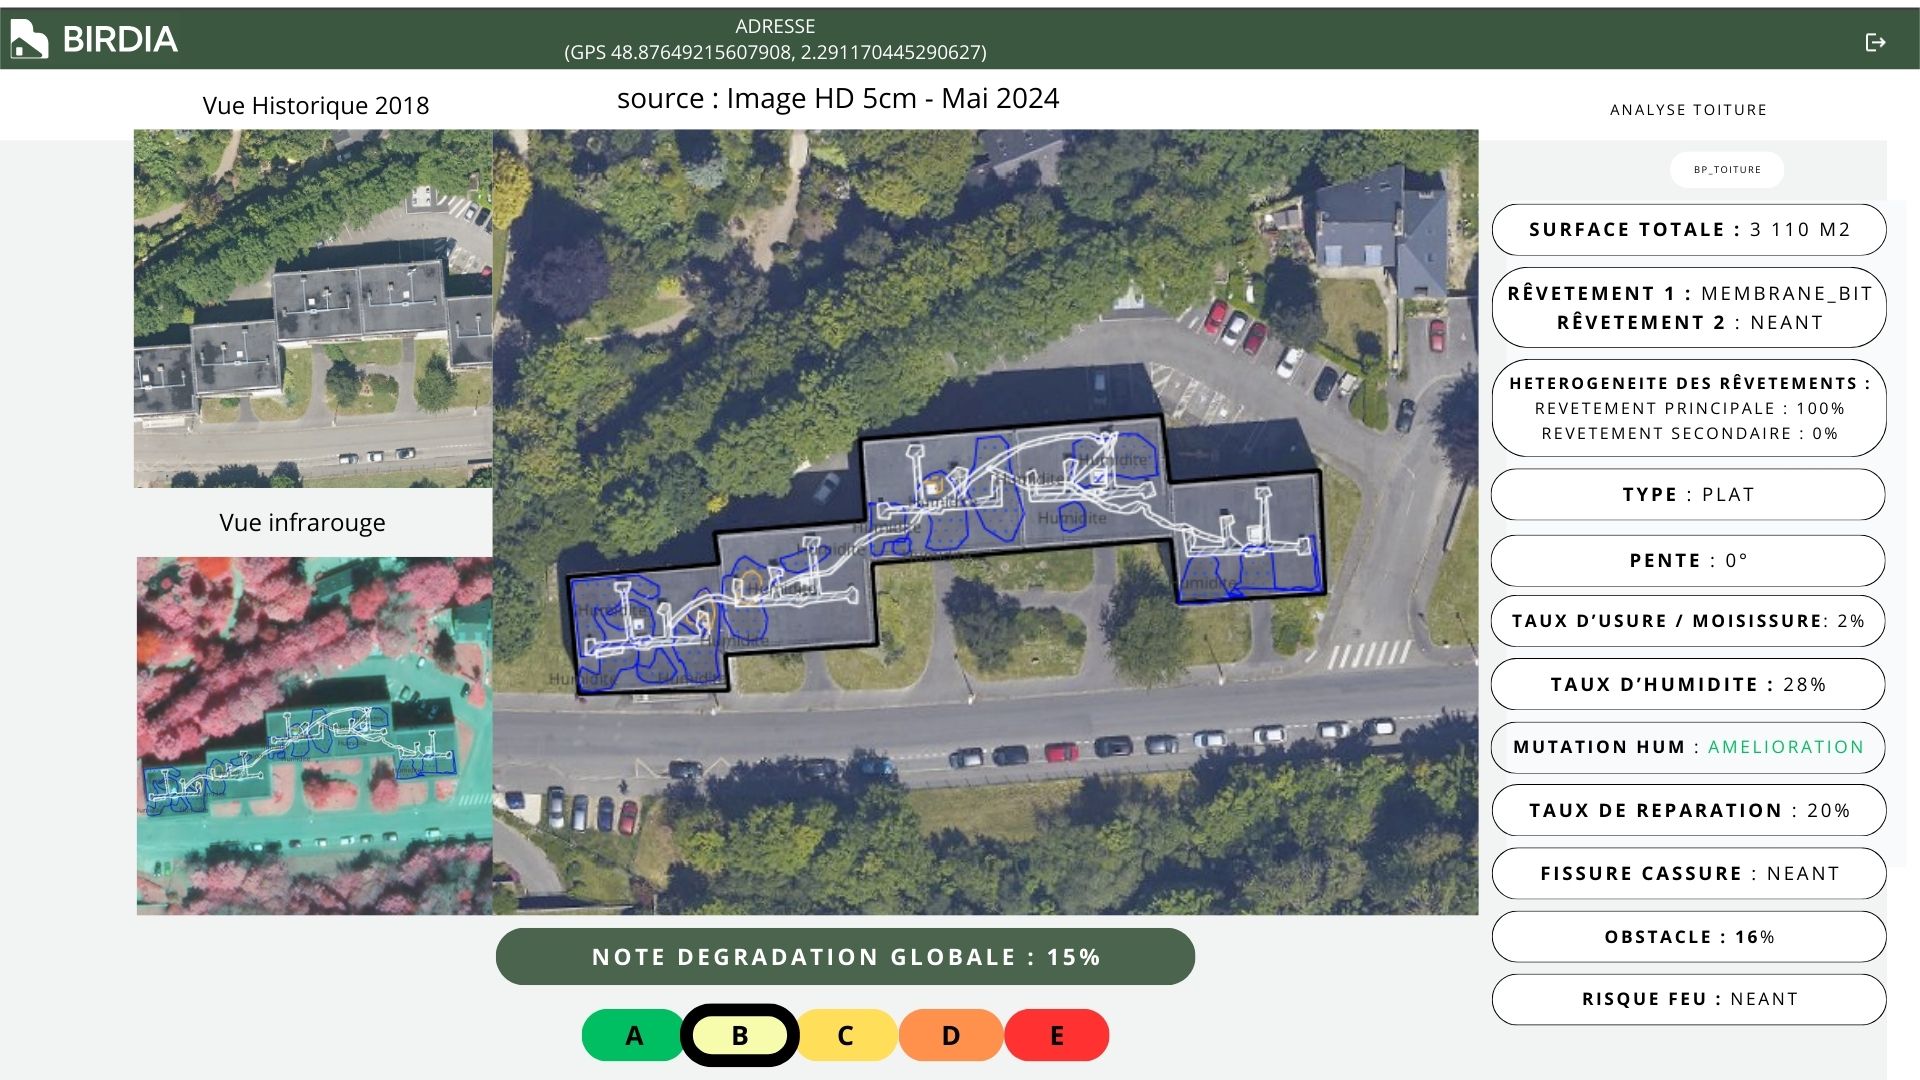 BIRDIA
ADRESSE
(GPS 48.87649215607908, 2.291170445290627)
Vue Historique 2018
source : Image HD 5cm - Mai 2024
ANALYSE TOITURE
BP_TOITURE
SURFACE TOTALE : 3 110 M2
RÊVETEMENT 1 : MEMBRANE_BIT
RÊVETEMENT 2 : NEANT
HETEROGENEITE DES RÊVETEMENTS :
REVETEMENT PRINCIPALE : 100%
REVETEMENT SECONDAIRE : 0%
TYPE : PLAT
PENTE : 0°
TAUX D'USURE / MOISISSURE: 2%
TAUX D'HUMIDITE : 28%
MUTATION HUM : AMELIORATION
TAUX DE REPARATION : 20%
FISSURE CASSURE : NEANT
OBSTACLE : 16%
RISQUE FEU : NEANT
Vue infrarouge
Humidite
Humidite
Humidite
Humidite
Humidite
Humidite
Humidite
Humidite
Humidite
Humidite
Humidite
Humidite
NOTE DEGRADATION GLOBALE : 15%
A
B
C
D
E